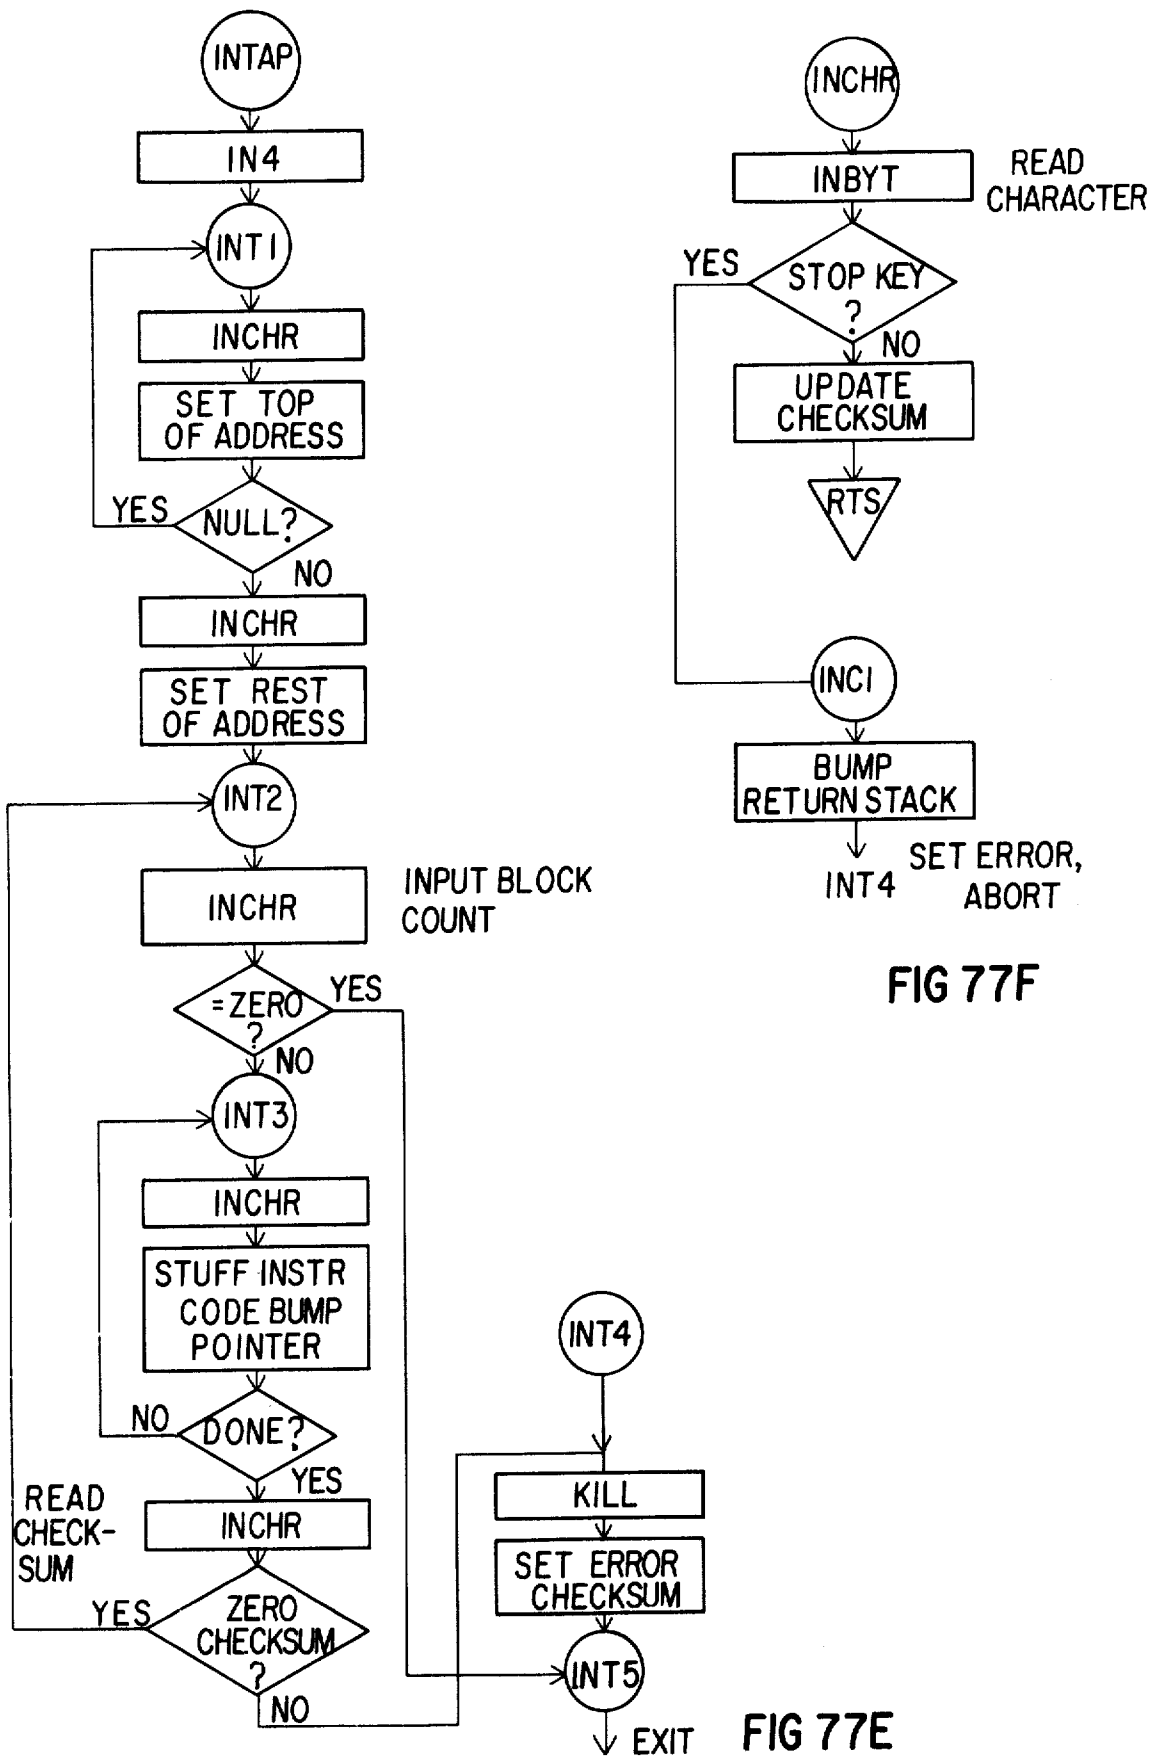 INTAP
IN4
INT1
INCHR
SET TOP
OF ADDRESS
YES
NULL?
NO
INCHR
SET REST
OF ADDRESS
INT2
INCHR
INPUT BLOCK
COUNT
=ZERO
?
YES
NO
INT3
INCHR
STUFF INSTR
CODE BUMP
POINTER
NO
DONE?
YES
READ
CHECK-
SUM
INCHR
YES
ZERO
CHECKSUM
?
NO
INT4
KILL
SET ERROR
CHECKSUM
INT5
EXIT
FIG 77E
INCHR
INBYT
READ
CHARACTER
YES
STOP KEY
?
NO
UPDATE
CHECKSUM
RTS
INC1
BUMP
RETURN STACK
INT4
SET ERROR,
ABORT
FIG 77F